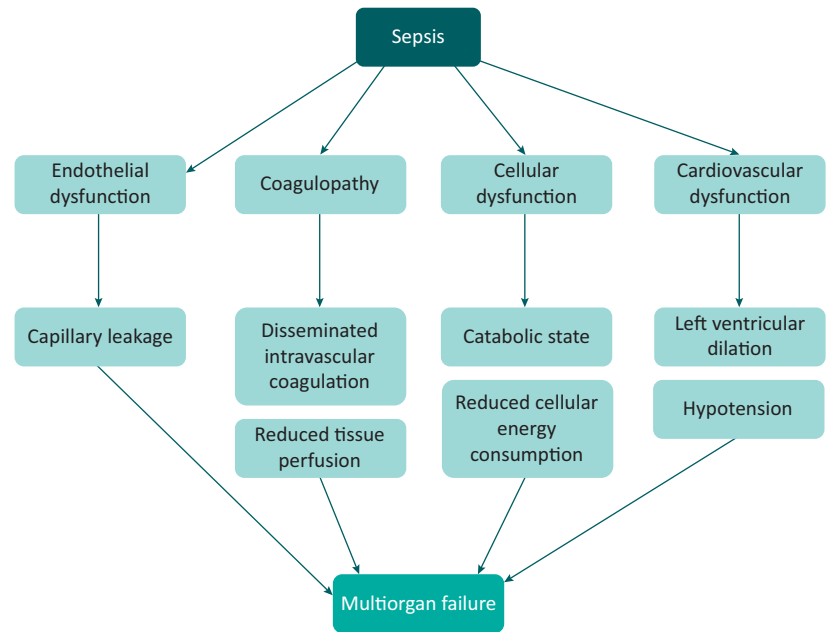 Sepsis
Endothelial
dysfunction
Coagulopathy
Cellular
dysfunction
Cardiovascular
dysfunction
Capillary leakage
Disseminated
intravascular
coagulation
Catabolic state
Left ventricular
dilation
Reduced tissue
perfusion
Reduced cellular
energy
consumption
Hypotension
Multiorgan failure